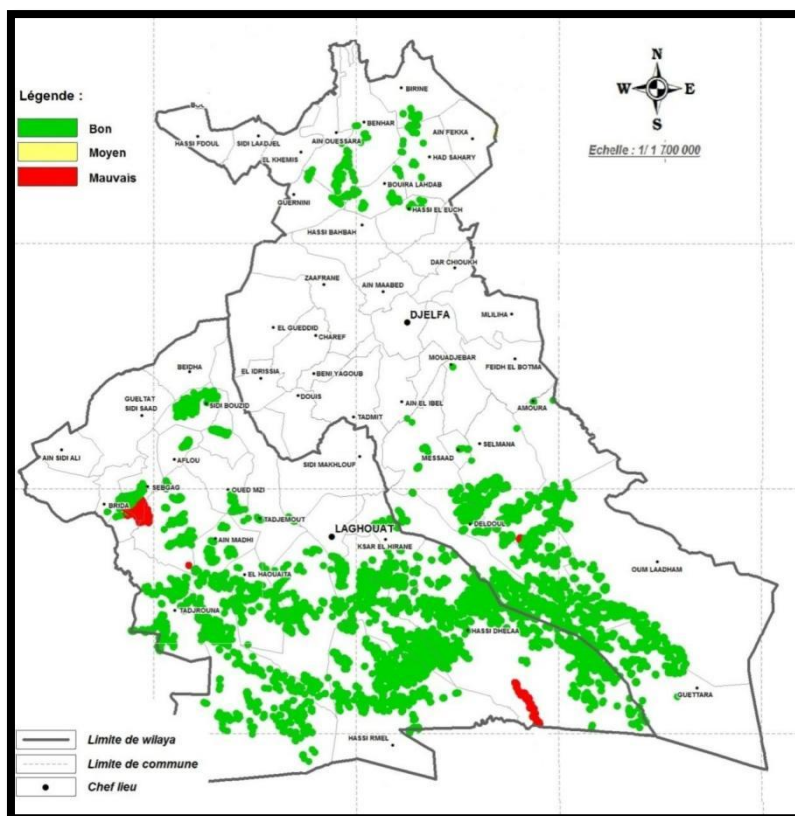 Légende :
Bon
Moyen
Mauvais
N
W
E
S
Echelle : 1/ 1 700 000
BIRINE
BENHAR
AIN OUESSARA
AIN FEKKA
HASSI FDOUL
SIDI LAADJEL
EL KHEMIS
HAD SAHARY
BOUIRA LAHDAB
GUERNINI
HASSI EL EUCH
HASSI BAHBAH
DAR CHIOUKH
ZAAFRANE
AIN MAABED
DJELFA
MLILIHA
EL GUEDDID
CHAREF
MOUADJEBAR
FEIDH EL BOTMA
BEIDHA
EL IDRISSIA
BENI YAGOUB
GUELTAT
SIDI SAAD
SIDI BOUZID
DOUIS
AIN EL IBEL
AMOURA
TADMIT
AIN SIDI ALI
AFLOU
SIDI MAKHLOUF
MESSAAD
SELMANA
SEBGAG
OUED MZI
BRIDA
TADJEMOUT
LAGHOUAT
DELDOUL
AIN MADHI
KSAR EL HIRANE
EL HAOUAITA
OUM LAADHAM
TADJROUNA
HASSI DHELAA
GUETTARA
HASSI RMEL
Limite de wilaya
Limite de commune
Chef lieu